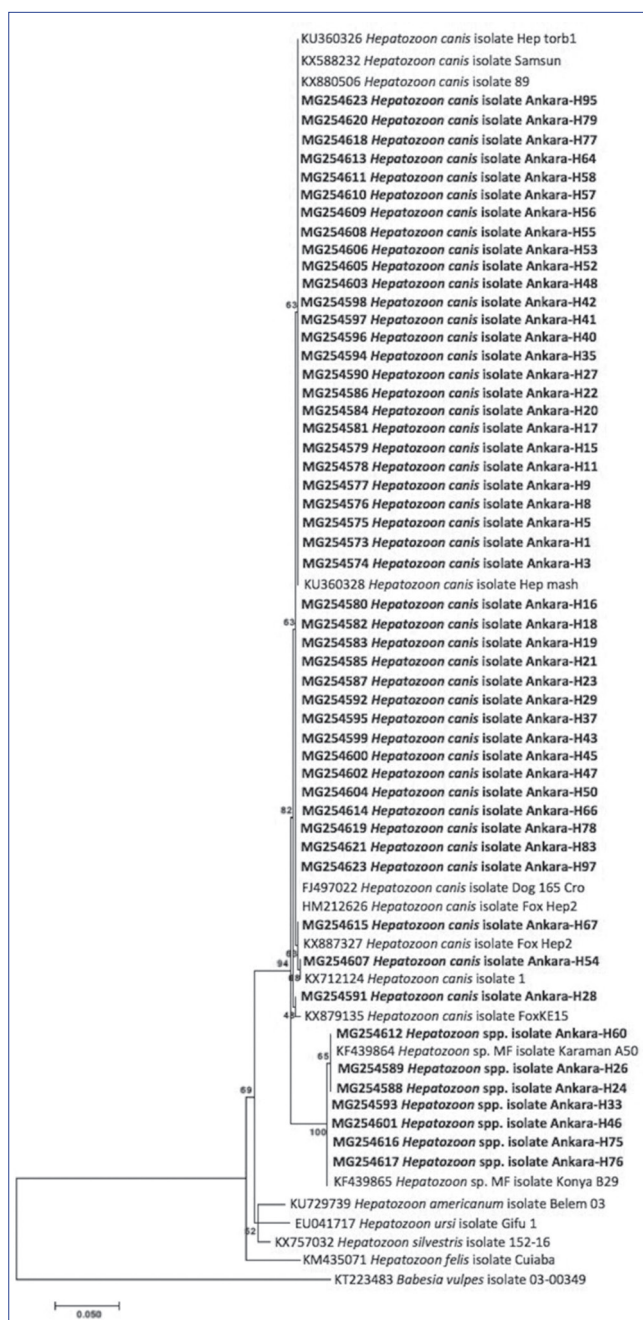 KU360326 Hepatozoon canis isolate Hep torb1
KX588232 Hepatozoon canis isolate Samsun
KX880506 Hepatozoon canis isolate 89
MG254623 Hepatozoon canis isolate Ankara-H95
MG254620 Hepatozoon canis isolate Ankara-H79
MG254618 Hepatozoon canis isolate Ankara-H77
MG254613 Hepatozoon canis isolate Ankara-H64
MG254611 Hepatozoon canis isolate Ankara-H58
MG254610 Hepatozoon canis isolate Ankara-H57
MG254609 Hepatozoon canis isolate Ankara-H56
MG254608 Hepatozoon canis isolate Ankara-H55
MG254606 Hepatozoon canis isolate Ankara-H53
MG254605 Hepatozoon canis isolate Ankara-H52
MG254603 Hepatozoon canis isolate Ankara-H48
63 MG254598 Hepatozoon canis isolate Ankara-H42
MG254597 Hepatozoon canis isolate Ankara-H41
MG254596 Hepatozoon canis isolate Ankara-H40
MG254594 Hepatozoon canis isolate Ankara-H35
MG254590 Hepatozoon canis isolate Ankara-H27
MG254586 Hepatozoon canis isolate Ankara-H22
MG254584 Hepatozoon canis isolate Ankara-H20
MG254581 Hepatozoon canis isolate Ankara-H17
MG254579 Hepatozoon canis isolate Ankara-H15
MG254578 Hepatozoon canis isolate Ankara-H11
MG254577 Hepatozoon canis isolate Ankara-H9
MG254576 Hepatozoon canis isolate Ankara-H8
MG254575 Hepatozoon canis isolate Ankara-H5
MG254573 Hepatozoon canis isolate Ankara-H1
MG254574 Hepatozoon canis isolate Ankara-H3
KU360328 Hepatozoon canis isolate Hep mash
MG254580 Hepatozoon canis isolate Ankara-H16
63 MG254582 Hepatozoon canis isolate Ankara-H18
MG254583 Hepatozoon canis isolate Ankara-H19
MG254585 Hepatozoon canis isolate Ankara-H21
MG254587 Hepatozoon canis isolate Ankara-H23
MG254592 Hepatozoon canis isolate Ankara-H29
MG254595 Hepatozoon canis isolate Ankara-H37
MG254599 Hepatozoon canis isolate Ankara-H43
MG254600 Hepatozoon canis isolate Ankara-H45
MG254602 Hepatozoon canis isolate Ankara-H47
MG254604 Hepatozoon canis isolate Ankara-H50
82 MG254614 Hepatozoon canis isolate Ankara-H66
MG254619 Hepatozoon canis isolate Ankara-H78
MG254621 Hepatozoon canis isolate Ankara-H83
MG254623 Hepatozoon canis isolate Ankara-H97
FJ497022 Hepatozoon canis isolate Dog 165 Cro
HM212626 Hepatozoon canis isolate Fox Hep2
MG254615 Hepatozoon canis isolate Ankara-H67
KX887327 Hepatozoon canis isolate Fox Hep2
94 MG254607 Hepatozoon canis isolate Ankara-H54
KX712124 Hepatozoon canis isolate 1
MG254591 Hepatozoon canis isolate Ankara-H28
KX879135 Hepatozoon canis isolate FoxKE15
MG254612 Hepatozoon spp. isolate Ankara-H60
65 KF439864 Hepatozoon sp. MF isolate Karaman A50
MG254589 Hepatozoon spp. isolate Ankara-H26
MG254588 Hepatozoon spp. isolate Ankara-H24
MG254593 Hepatozoon spp. isolate Ankara-H33
69 MG254601 Hepatozoon spp. isolate Ankara-H46
100 MG254616 Hepatozoon spp. isolate Ankara-H75
MG254617 Hepatozoon spp. isolate Ankara-H76
KF439865 Hepatozoon sp. MF isolate Konya B29
KU729739 Hepatozoon americanum isolate Belem 03
EU041717 Hepatozoon ursi isolate Gifu 1
KX757032 Hepatozoon silvestris isolate 152-16
KM435071 Hepatozoon felis isolate Cuiaba
KT223483 Babesia vulpes isolate 03-00349
0.050